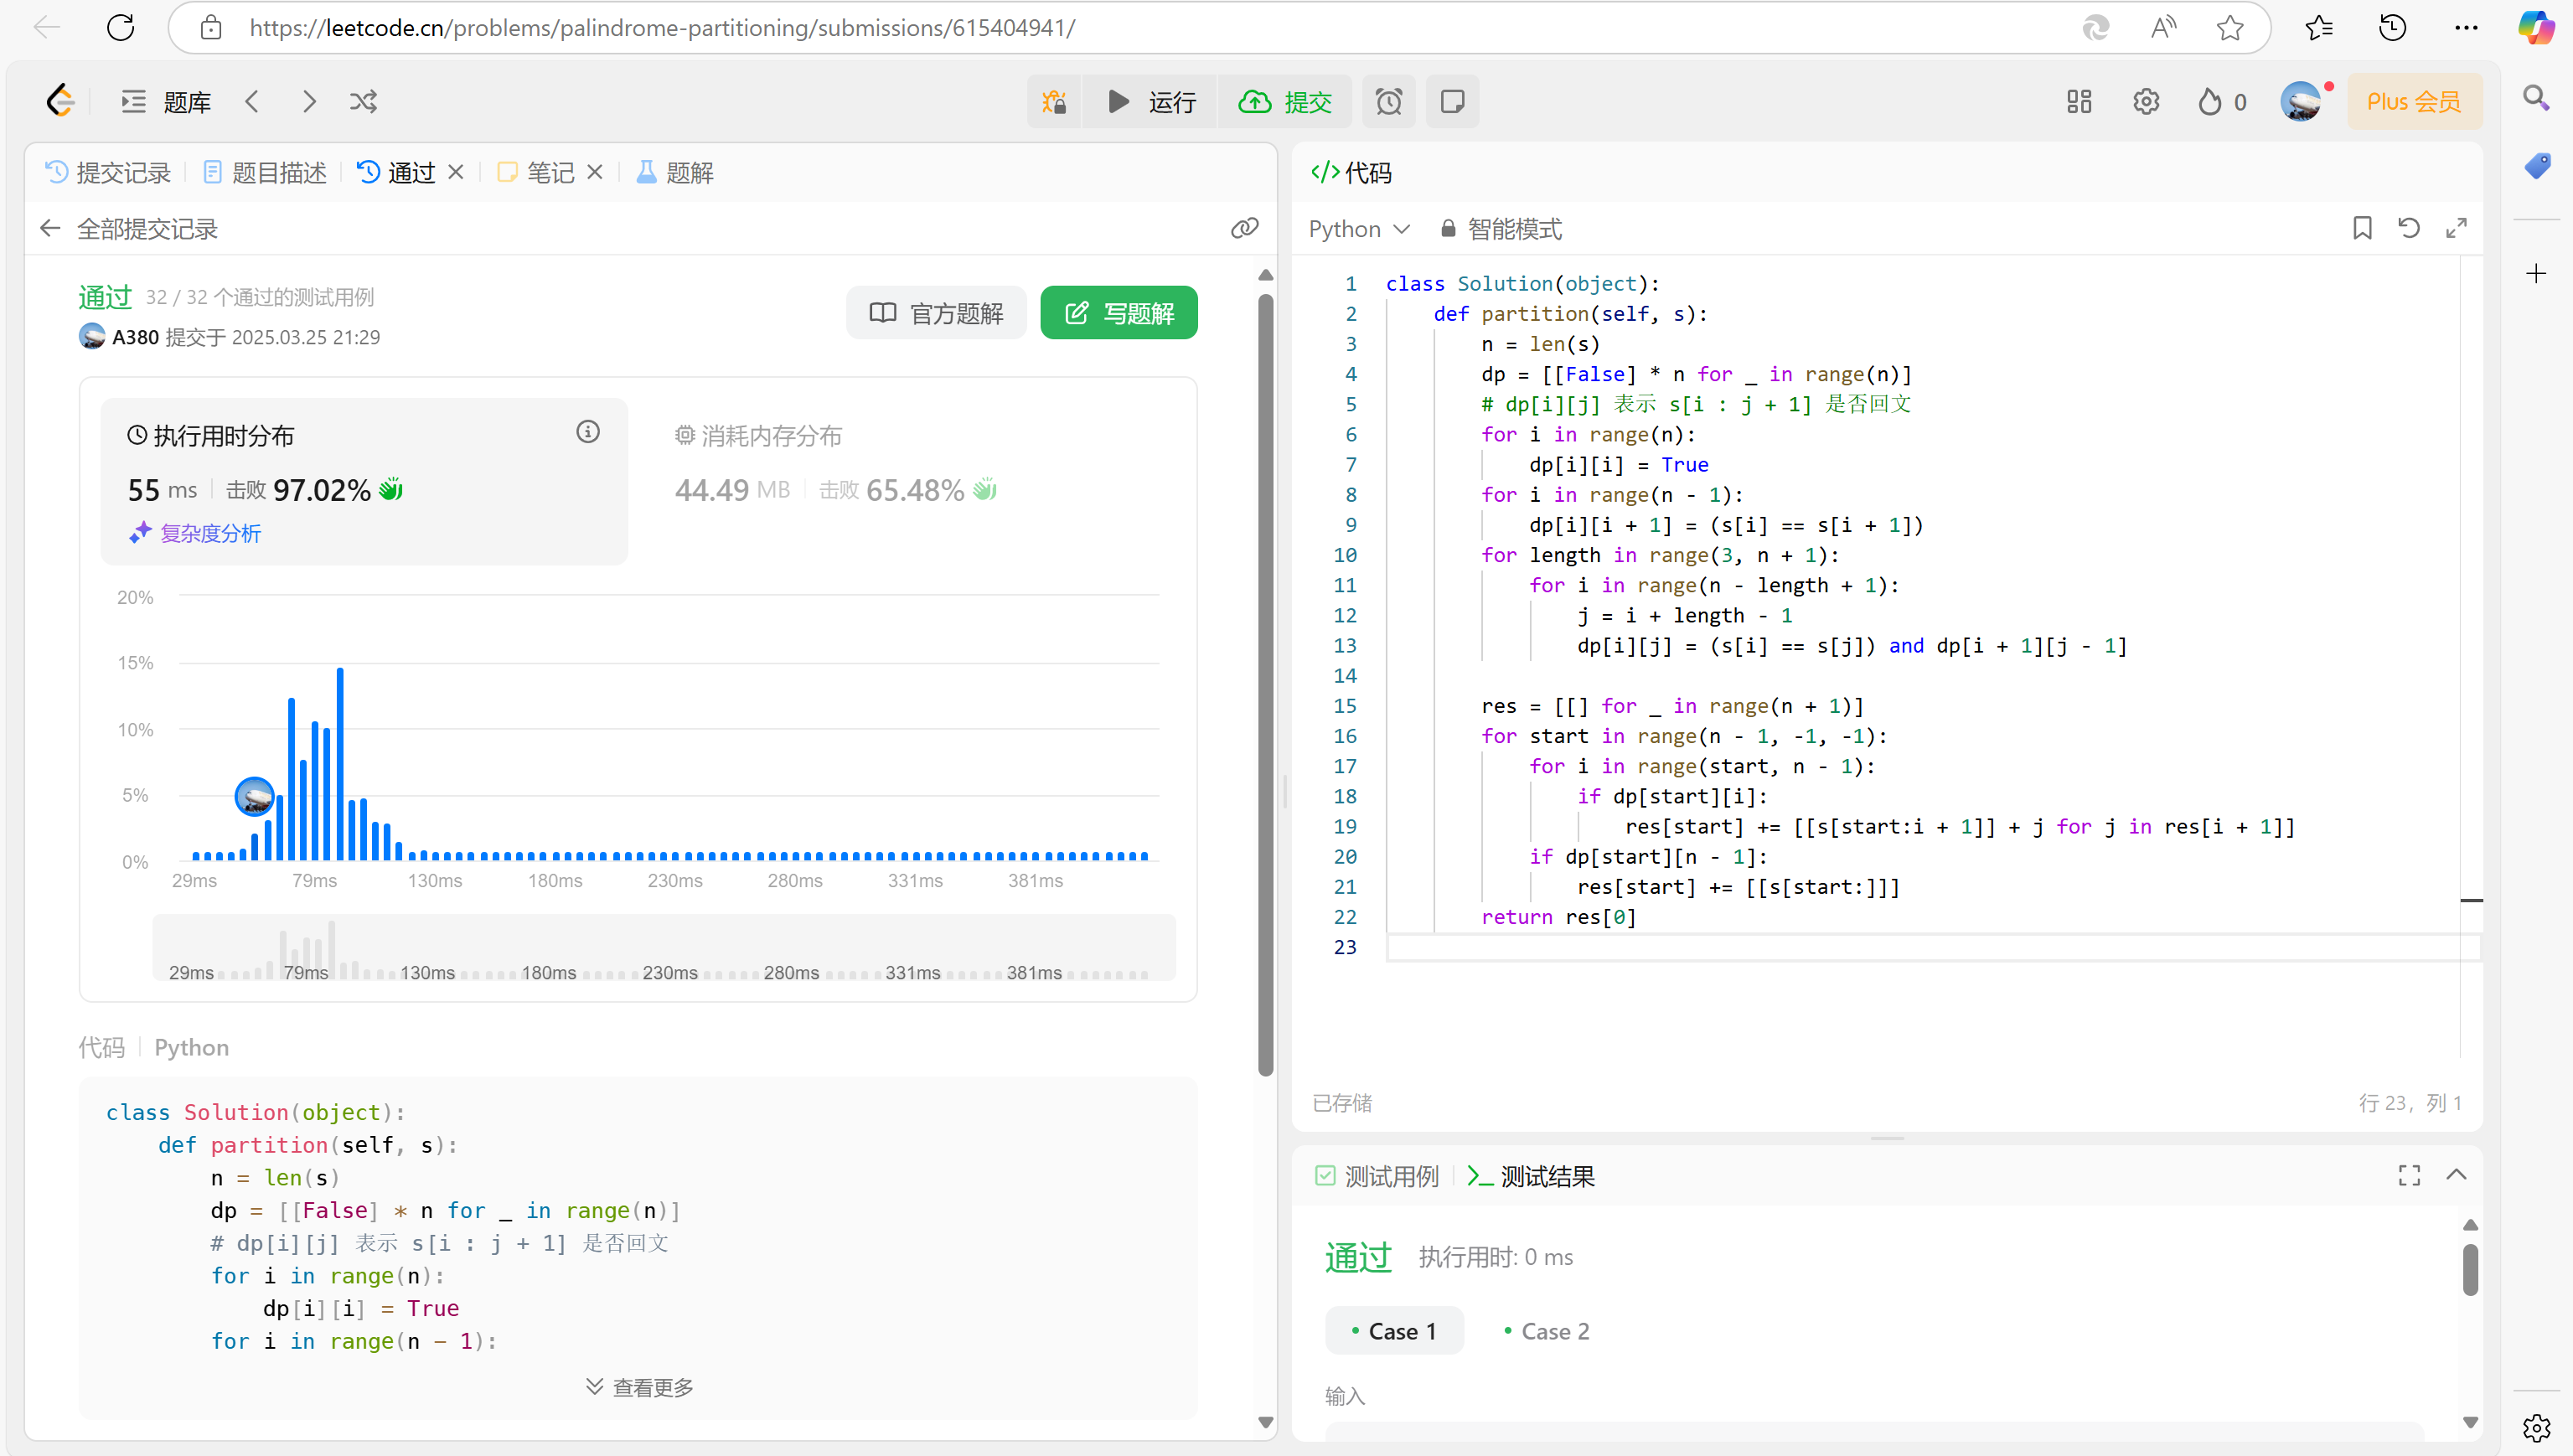 https://leetcode.cn/problems/palindrome-partitioning/submissions/615404941/
题库
运行
提交
0
Plus 会员
提交记录
题目描述
通过
笔记
题解
全部提交记录
通过
32 / 32 个通过的测试用例
A380 提交于 2025.03.25 21:29
官方题解
写题解
执行用时分布
55 ms
击败 97.02%
复杂度分析
消耗内存分布
44.49 MB
击败 65.48%
20%
15%
10%
5%
0%
29ms 79ms 130ms 180ms 230ms 280ms 331ms 381ms
29ms 79ms 130ms 180ms 230ms 280ms 331ms 381ms
代码
Python
class Solution(object):
    def partition(self, s):
        n = len(s)
        dp = [[False] * n for _ in range(n)]
        # dp[i][j] 表示 s[i : j + 1] 是否回文
        for i in range(n):
            dp[i][i] = True
        for i in range(n - 1):
查看更多
</>代码
Python
智能模式
1 class Solution(object):
2     def partition(self, s):
3         n = len(s)
4         dp = [[False] * n for _ in range(n)]
5         # dp[i][j] 表示 s[i : j + 1] 是否回文
6         for i in range(n):
7             dp[i][i] = True
8         for i in range(n - 1):
9             dp[i][i + 1] = (s[i] == s[i + 1])
10         for length in range(3, n + 1):
11             for i in range(n - length + 1):
12                 j = i + length - 1
13                 dp[i][j] = (s[i] == s[j]) and dp[i + 1][j - 1]
14
15         res = [[] for _ in range(n + 1)]
16         for start in range(n - 1, -1, -1):
17             for i in range(start, n - 1):
18                 if dp[start][i]:
19                     res[start] += [[s[start:i + 1]] + j for j in res[i + 1]]
20             if dp[start][n - 1]:
21                 res[start] += [[s[start:]]]
22         return res[0]
23
已存储
行 23, 列 1
测试用例
测试结果
通过
执行用时: 0 ms
Case 1
Case 2
输入